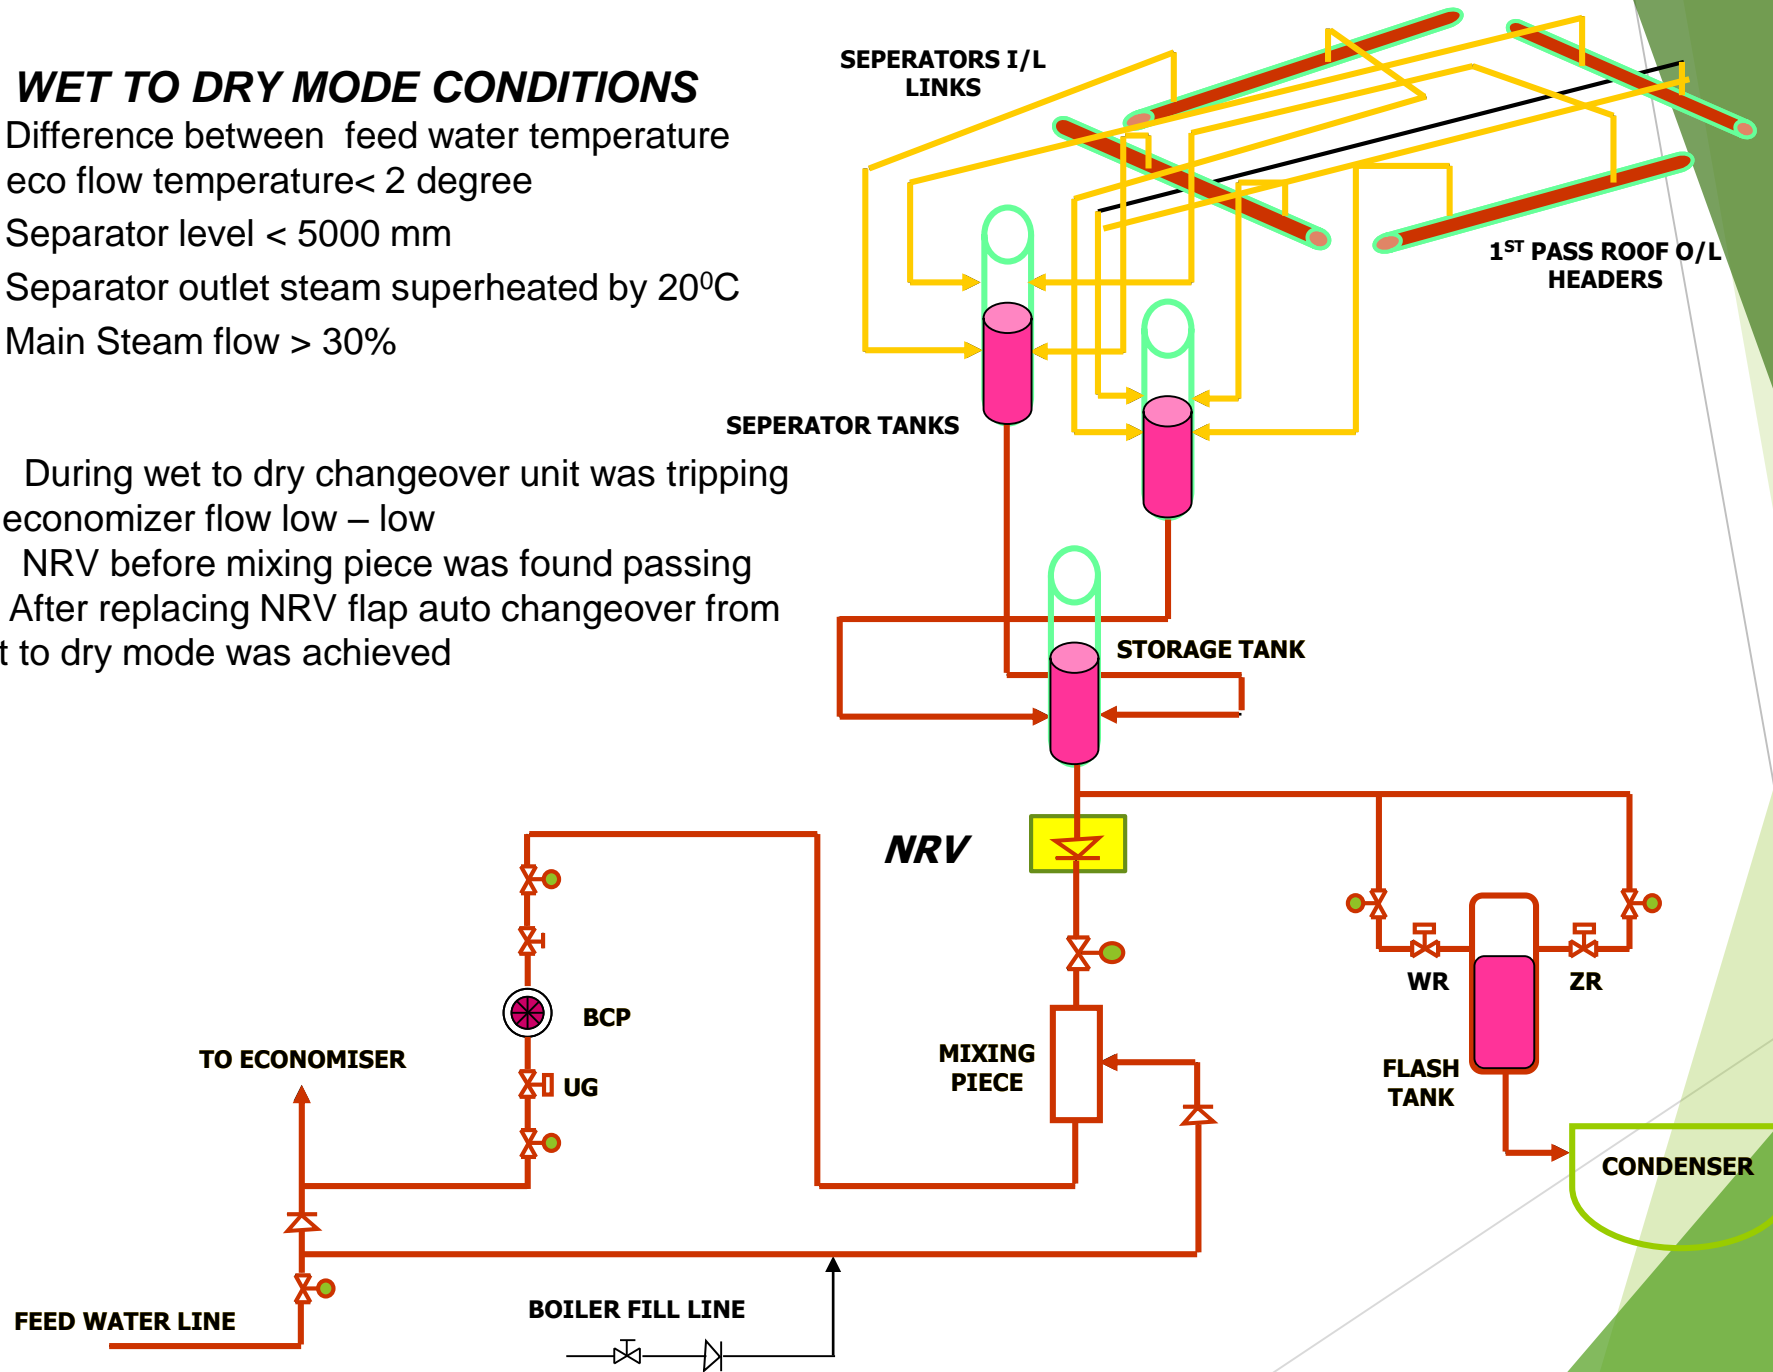 WET TO DRY MODE CONDITIONS
Difference between feed water temperature
eco flow temperature< 2 degree
Separator level < 5000 mm
Separator outlet steam superheated by 20⁰C
Main Steam flow > 30%
During wet to dry changeover unit was tripping
economizer flow low – low
NRV before mixing piece was found passing
After replacing NRV flap auto changeover from
t to dry mode was achieved
SEPERATORS I/L
LINKS
1ST PASS ROOF O/L
HEADERS
SEPERATOR TANKS
STORAGE TANK
NRV
WR
ZR
BCP
TO ECONOMISER
UG
MIXING
PIECE
FLASH
TANK
CONDENSER
BOILER FILL LINE
FEED WATER LINE